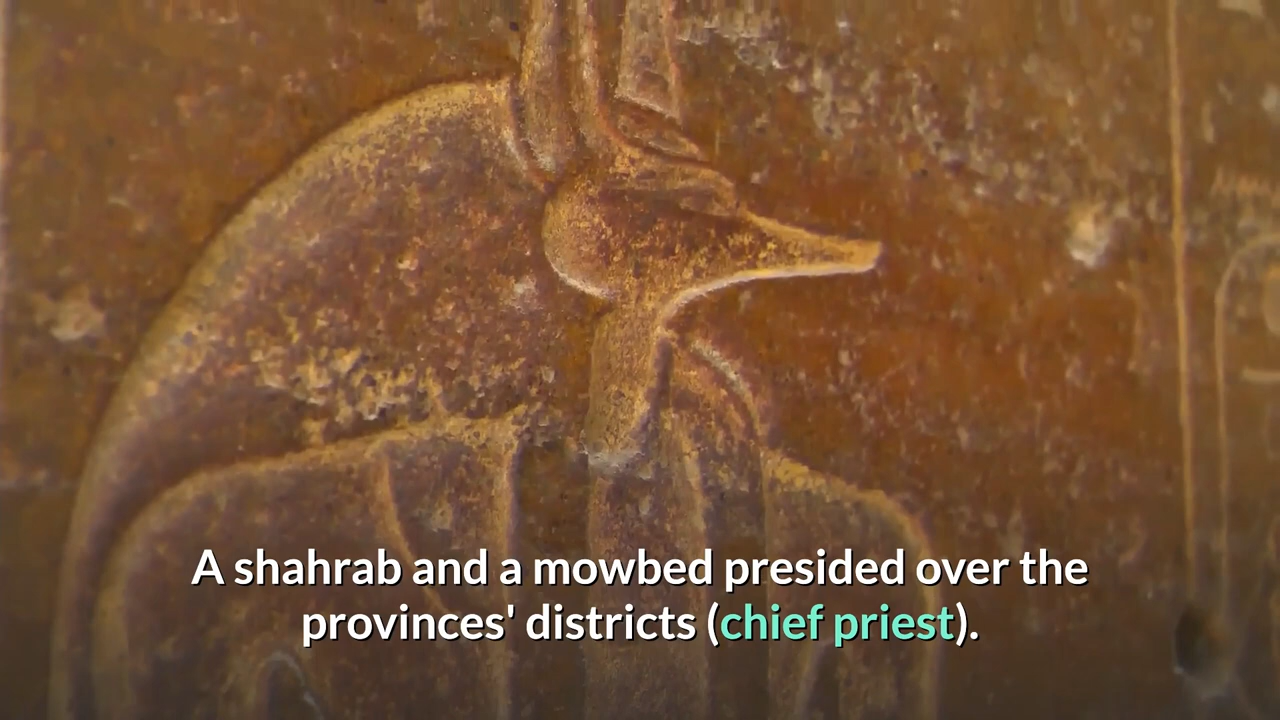 A shahrab and a mowbed presided over the
provinces' districts (chief priest).